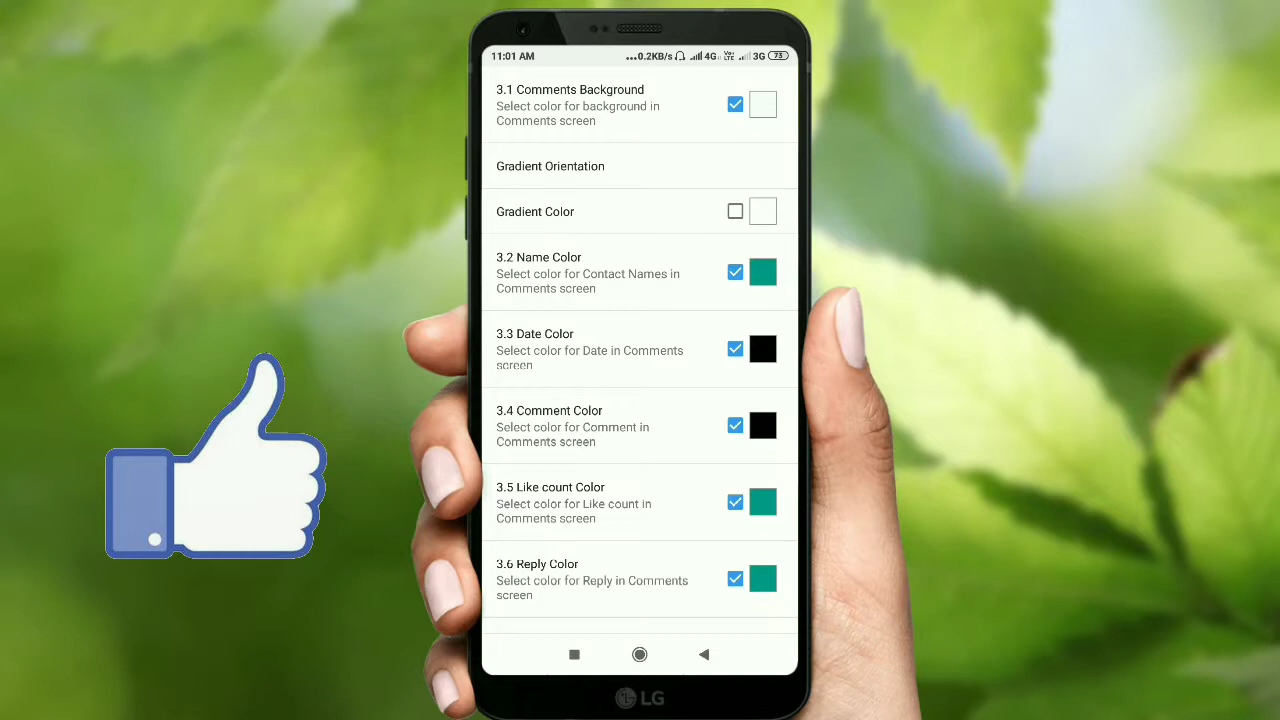 11:01 AM
...0.2KB/s 4G Vo) LTE 3G 73
3.1 Comments Background
Select color for background in
Comments screen
Gradient Orientation
Gradient Color
3.2 Name Color
Select color for Contact Names in
Comments screen
3.3 Date Color
Select color for Date in Comments
screen
3.4 Comment Color
Select color for Comment in
Comments screen
3.5 Like count Color
Select color for Like count in
Comments screen
3.6 Reply Color
Select color for Reply in Comments
screen
LG